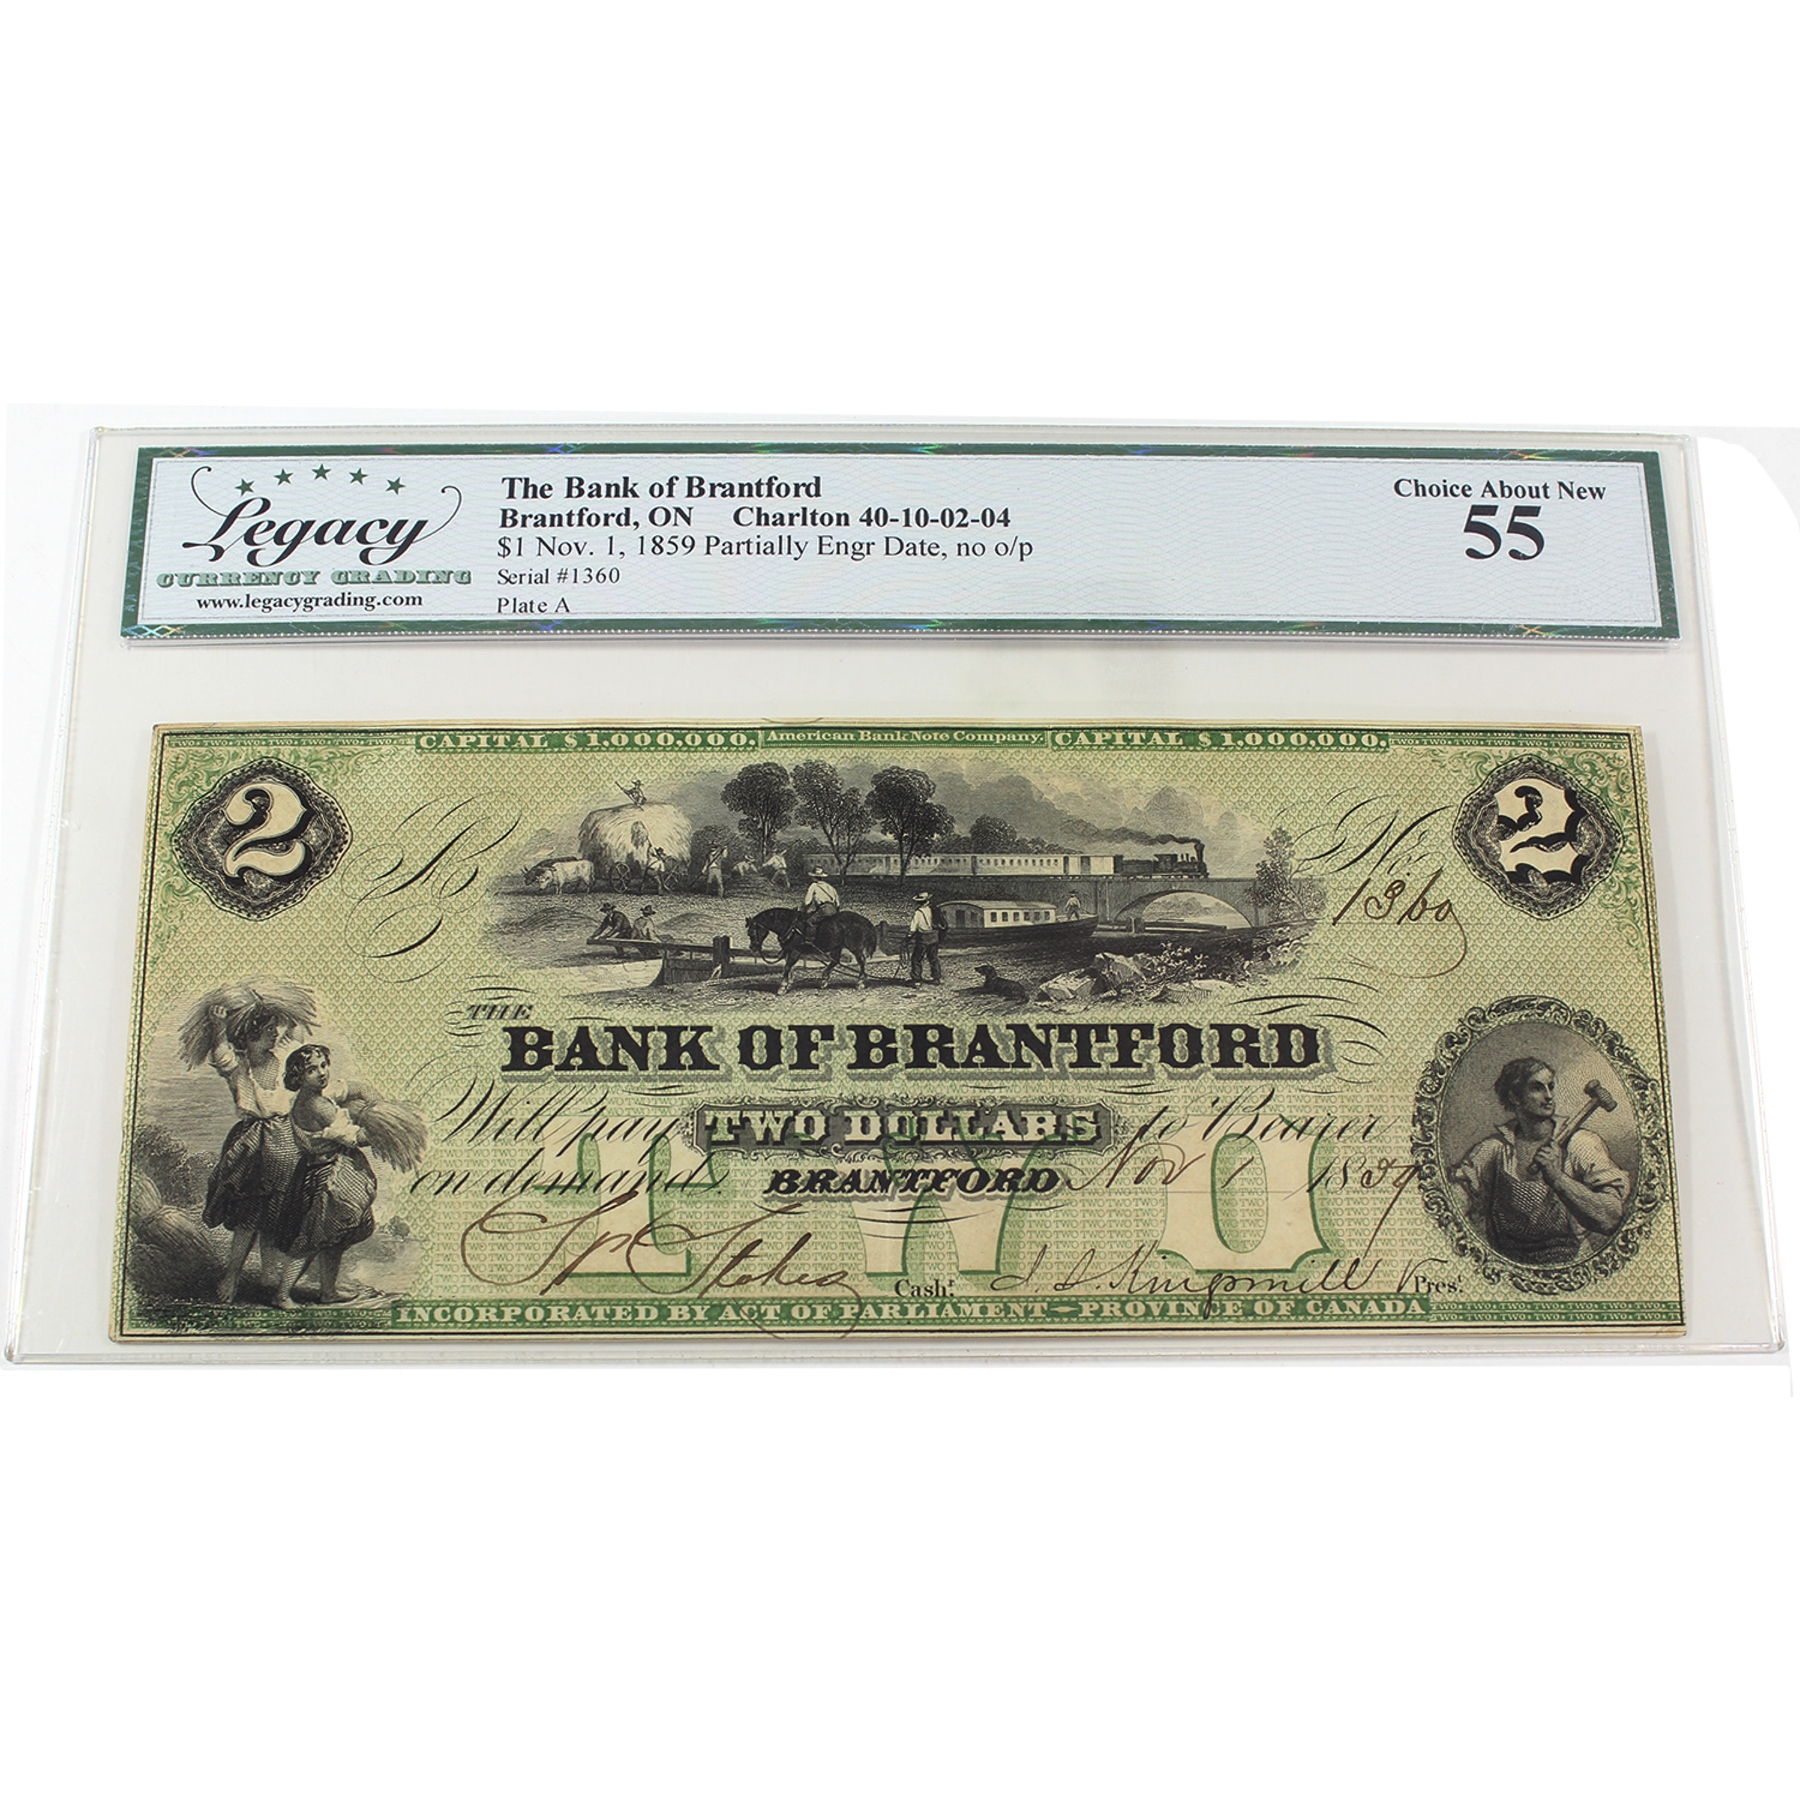 Legacy
CURRENCY GRADING
www.legacygrading.com
The Bank of Brantford
Brantford, ON Charlton 40-10-02-04
$1 Nov. 1, 1859 Partially Engr Date, no o/p
Serial #1360
Plate A
Choice About New
55
CAPITAL $1,000,000. American Bank Note Company. CAPITAL $1,000,000.
2 2
No.
1360
THE
BANK OF BRANTFORD
Will pay TWO DOLLARS to Bearer
on demand. BRANTFORD Nov 1 1859
TWO
Cash.r J. S. Kingsmill V Pres.t
INCORPORATED BY ACT OF PARLIAMENT—PROVINCE OF CANADA